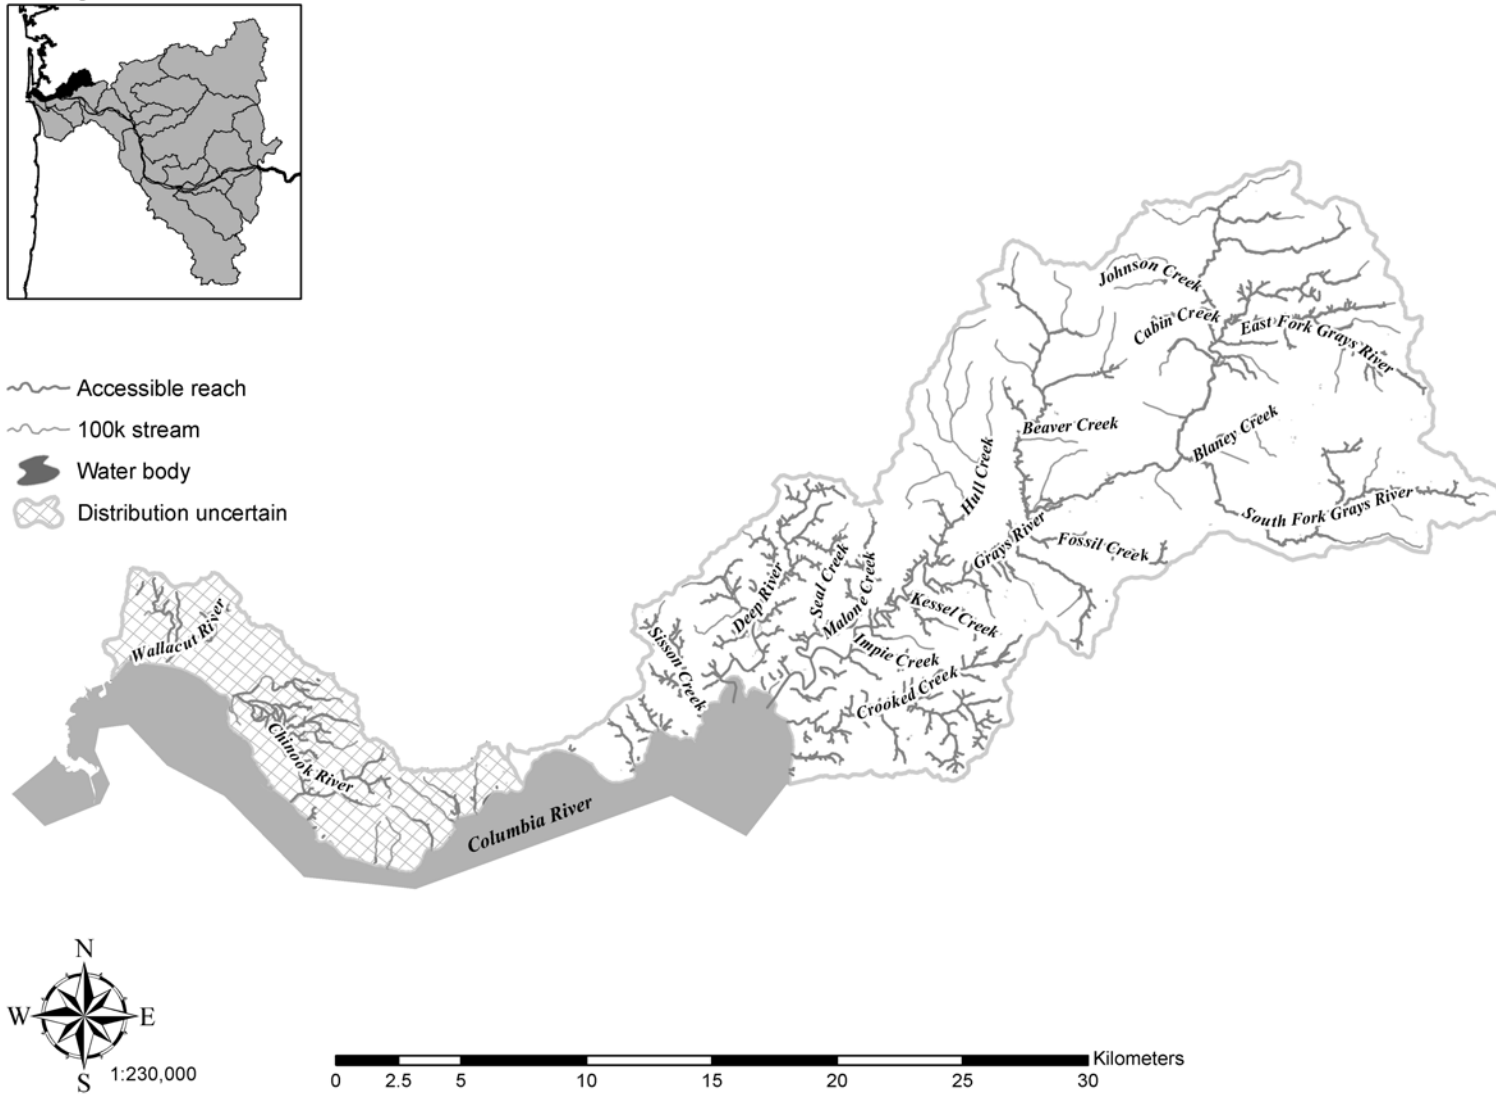 Accessible reach
100k stream
Water body
Distribution uncertain
Johnson Creek
Cabin Creek
East Fork Grays River
Beaver Creek
Blaney Creek
Hull Creek
South Fork Grays River
Grays River
Fossil Creek
Deep River
Seal Creek
Malone Creek
Kessel Creek
Wallacut River
Sisson Creek
Impie Creek
Crooked Creek
Chinook River
Columbia River
N
W
E
S
1:230,000
Kilometers
0 2.5 5 10 15 20 25 30